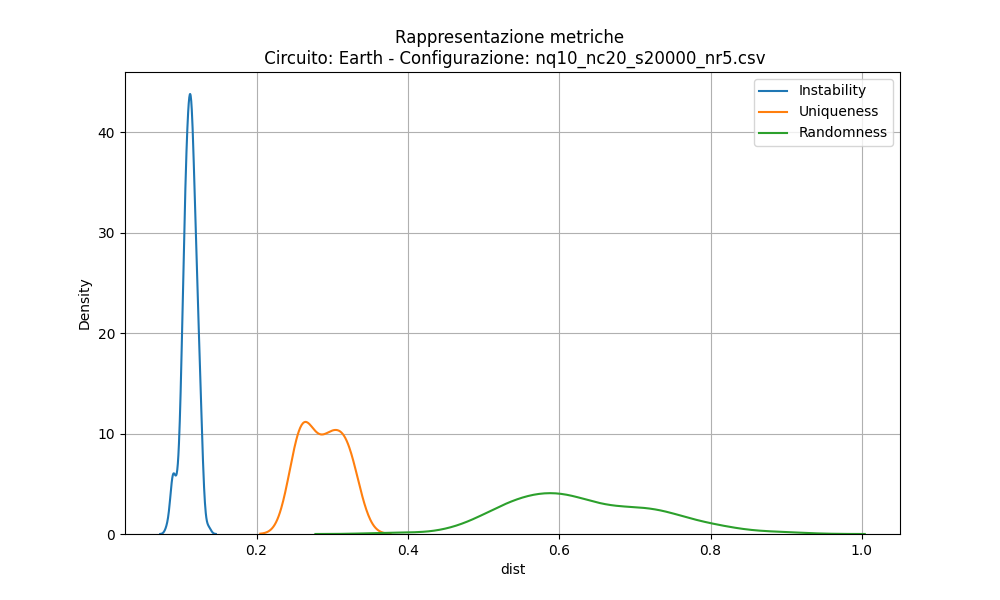 Rappresentazione metriche
Circuito: Earth - Configurazione: nq10_nc20_s20000_nr5.csv
Instability
Uniqueness
Randomness
Density
40
30
20
10
0
0.2
0.4
0.6
0.8
1.0
dist